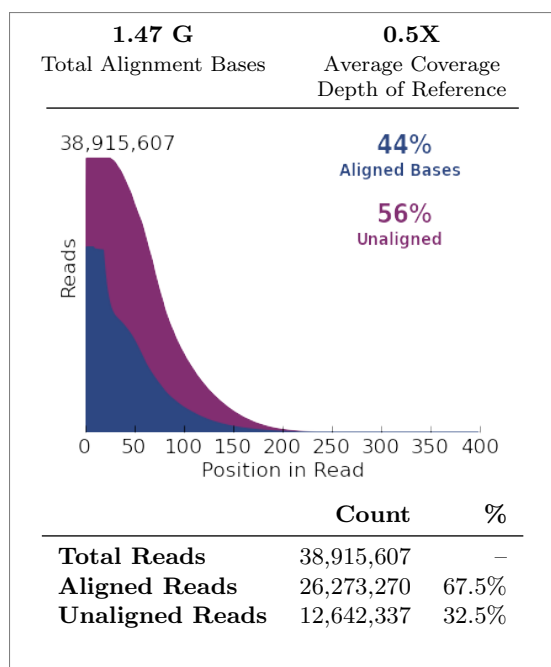 1.47 G 0.5X
Total Alignment Bases Average Coverage
Depth of Reference
38,915,607
44%
Aligned Bases
56%
Unaligned
Reads
0 50 100 150 200 250 300 350 400
Position in Read
Count %
Total Reads 38,915,607 –
Aligned Reads 26,273,270 67.5%
Unaligned Reads 12,642,337 32.5%